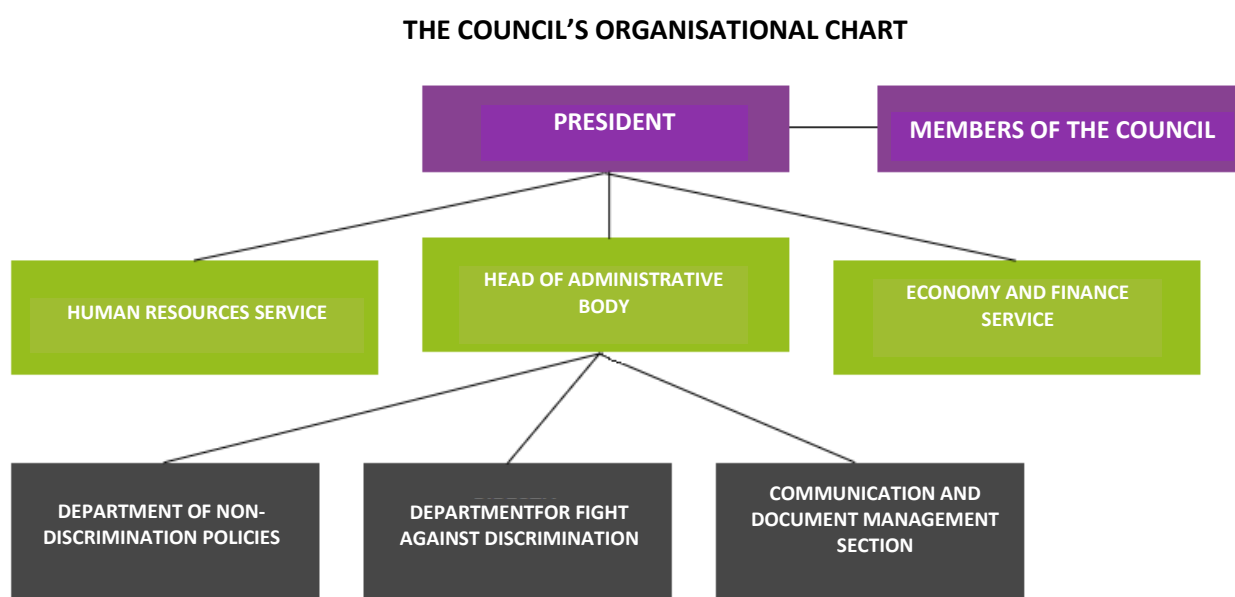 THE COUNCIL’S ORGANISATIONAL CHART
PRESIDENT
MEMBERS OF THE COUNCIL
HUMAN RESOURCES SERVICE
HEAD OF ADMINISTRATIVE
BODY
ECONOMY AND FINANCE
SERVICE
DEPARTMENT OF NON-
DISCRIMINATION POLICIES
DEPARTMENTFOR FIGHT
AGAINST DISCRIMINATION
COMMUNICATION AND
DOCUMENT MANAGEMENT
SECTION